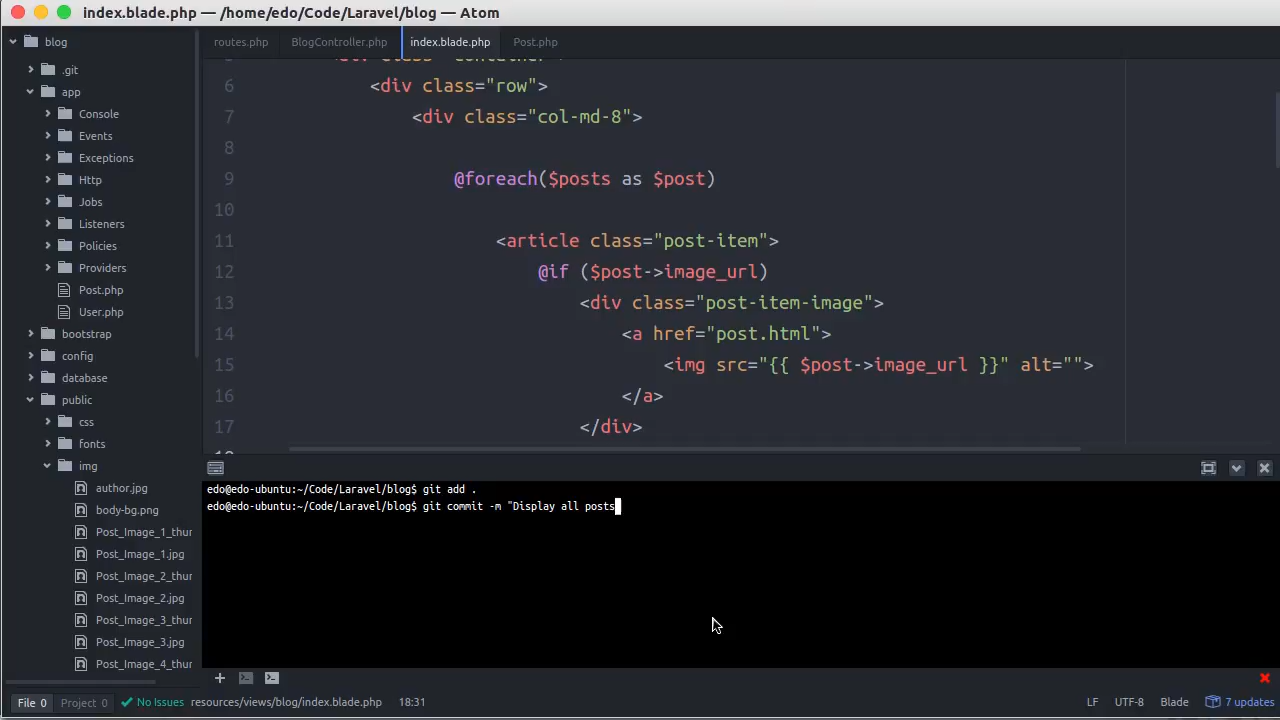 index.blade.php — /home/edo/Code/Laravel/blog — Atom
blog
.git
app
Console
Events
Exceptions
Http
Jobs
Listeners
Policies
Providers
Post.php
User.php
bootstrap
config
database
public
css
fonts
img
author.jpg
body-bg.png
Post_Image_1_thur
Post_Image_1.jpg
Post_Image_2_thur
Post_Image_2.jpg
Post_Image_3_thur
Post_Image_3.jpg
Post_Image_4_thur
routes.php BlogController.php index.blade.php Post.php
6 <div class="row">
7 <div class="col-md-8">
8
9 @foreach($posts as $post)
10
11 <article class="post-item">
12 @if ($post->image_url)
13 <div class="post-item-image">
14 <a href="post.html">
15 <img src="{{ $post->image_url }}" alt="">
16 </a>
17 </div>
edo@edo-ubuntu:~/Code/Laravel/blog$ git add .
edo@edo-ubuntu:~/Code/Laravel/blog$ git commit -m "Display all posts
File 0 Project 0 No Issues resources/views/blog/index.blade.php 18:31 LF UTF-8 Blade 7 updates